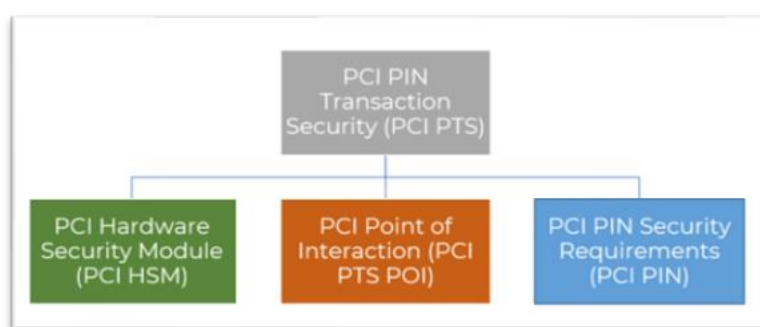 PCI PIN
Transaction
Security (PCI PTS)
PCI Hardware
Security Module
(PCI HSM)
PCI Point of
Interaction (PCI
PTS POI)
PCI PIN Security
Requirements
(PCI PIN)